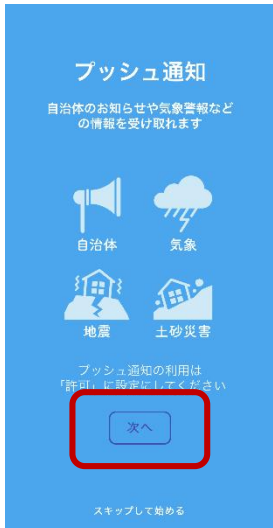 プッシュ通知
自治体のお知らせや気象警報など
の情報を受け取れます
自治体
気象
地震
土砂災害
プッシュ通知の利用は
「許可」に設定にしてください
次へ
スキップして始める